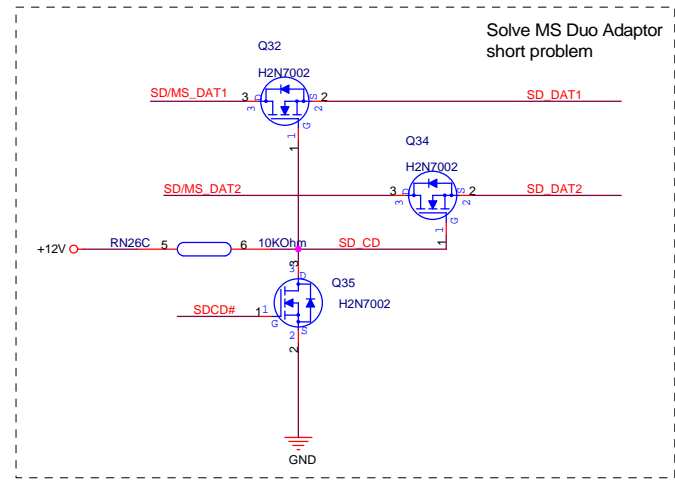 Solve MS Duo Adaptor
short problem
Q32
H2N7002
SD/MS_DAT1 3 3 D S 2 2 SD_DAT1
G
1
1
Q34
H2N7002
SD/MS_DAT2 3 3 D S 2 2 SD_DAT2
G
1
1
+12V RN26C 5 6 10KOhm SD_CD
3
3 D
Q35
H2N7002
SDCD# 1 1
G
S
2
2
GND